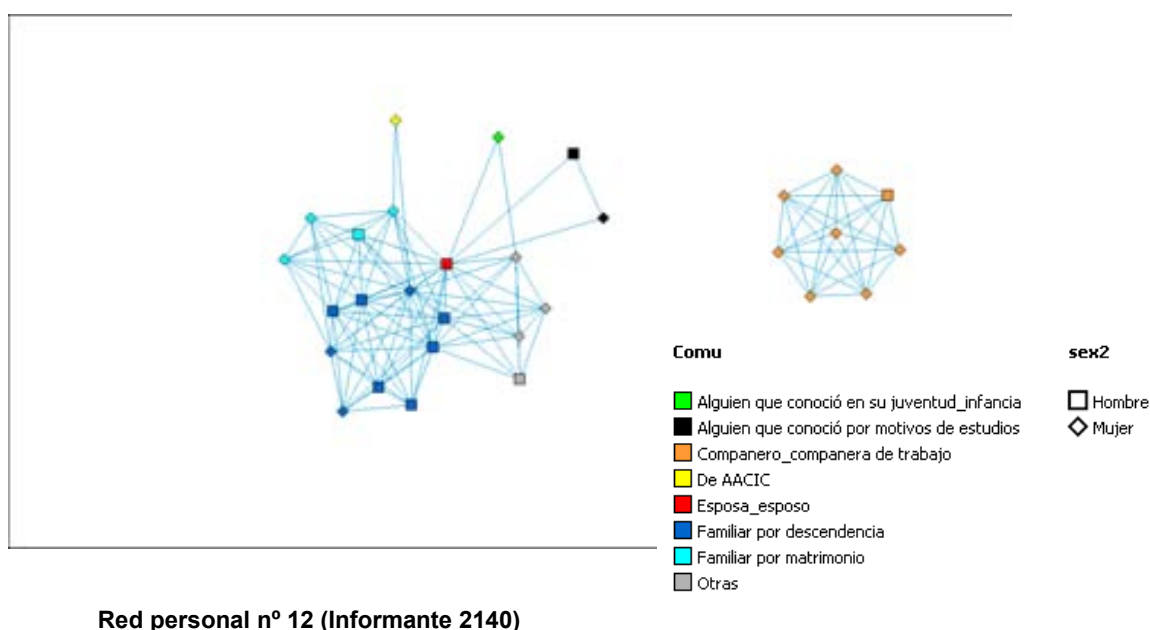 Comu
sex2
Alguien que conoció en su juventud_infancia
Hombre
Alguien que conoció por motivos de estudios
Mujer
Companero_companera de trabajo
De AACIC
Esposa_esposo
Familiar por descendencia
Familiar por matrimonio
Otras
Red personal nº 12 (Informante 2140)